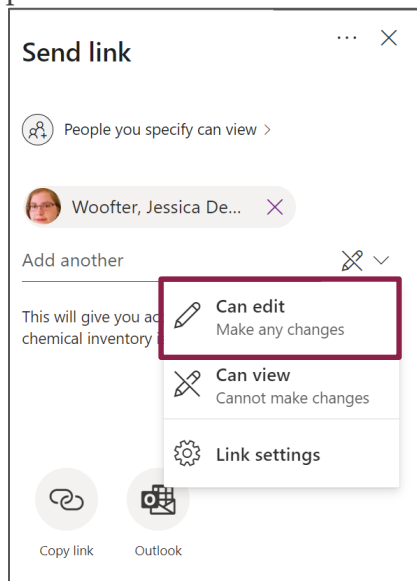 Send link
People you specify can view >
Woofter, Jessica De...
Add another
Can edit
Make any changes
This will give you ac
chemical inventory
Can view
Cannot make changes
Link settings
Copy link
Outlook